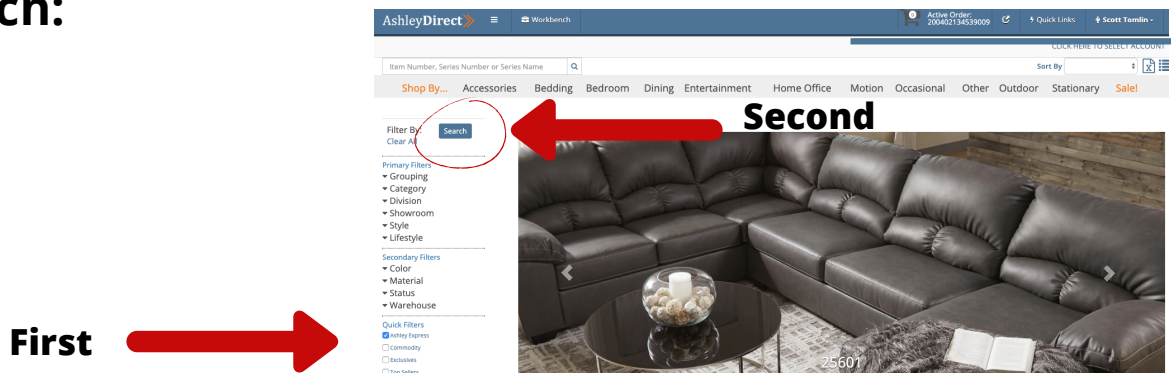 ch:
AshleyDirect
Workbench
0
Active Order:
200402134539009
Quick Links
Scott Tomlin
CLICK HERE TO SELECT ACCOUNT
Item Number, Series Number or Series Name
Sort By
Shop By... Accessories Bedding Bedroom Dining Entertainment Home Office Motion Occasional Other Outdoor Stationary Sale!
Second
Filter By:
Search
Clear All
Primary Filters
Grouping
Category
Division
Showroom
Style
Lifestyle
Secondary Filters
Color
Material
Status
Warehouse
First
Quick Filters
Ashley Express
Commodity
Exclusives
Top Sellers
25601